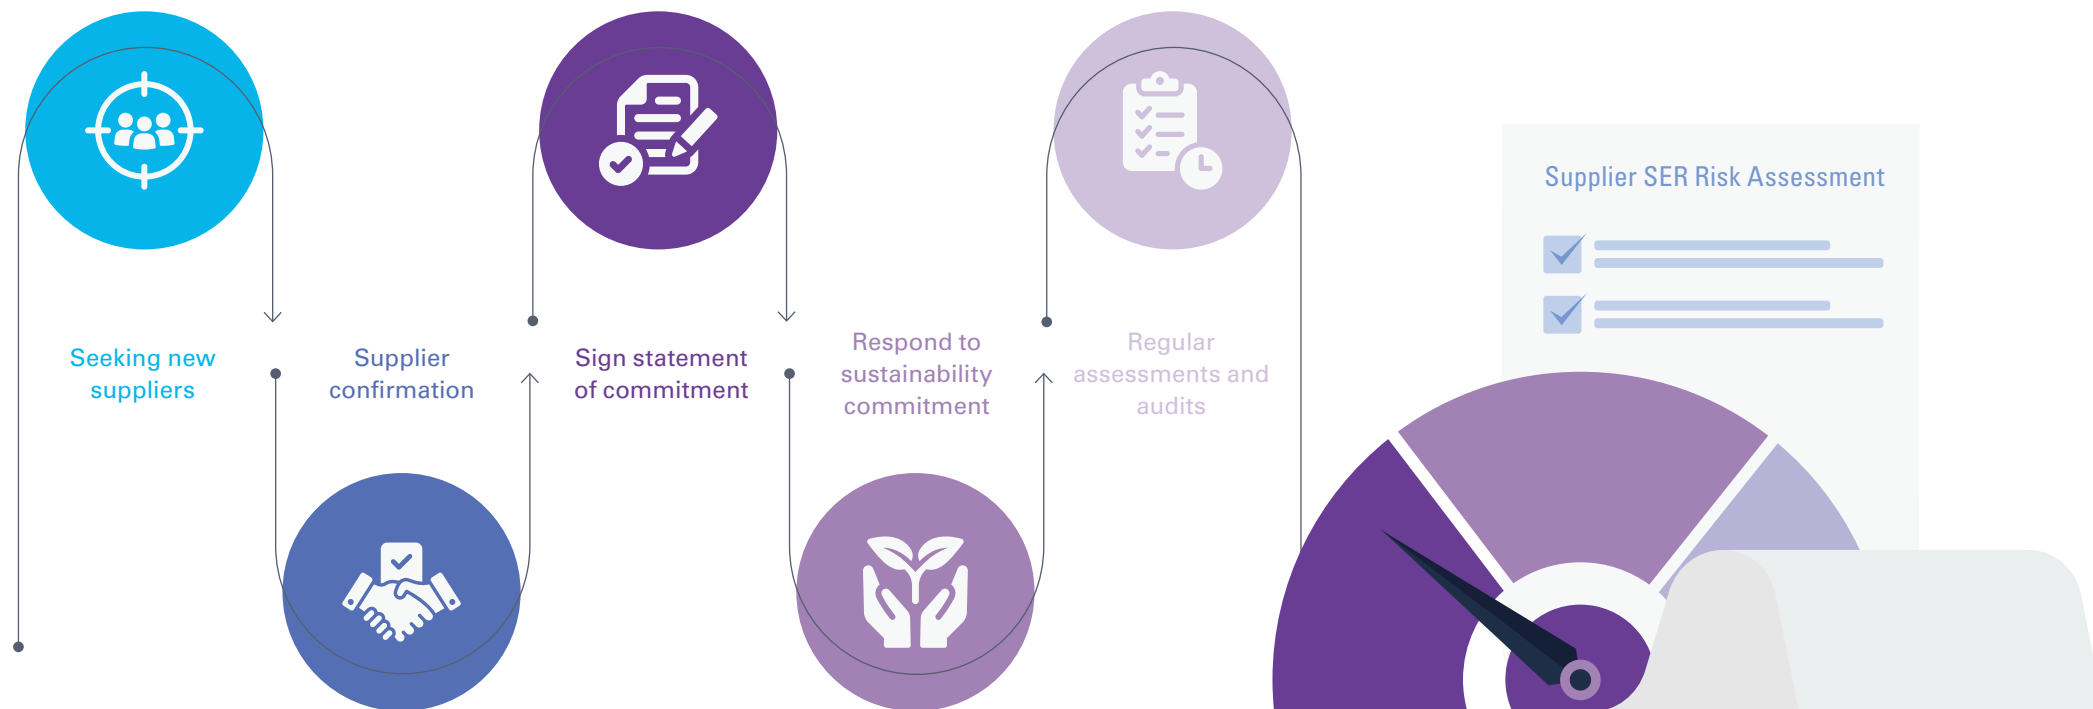 Seeking new
suppliers
Supplier
confirmation
Sign statement
of commitment
Respond to
sustainability
commitment
Regular
assessments and
audits
Supplier SER Risk Assessment